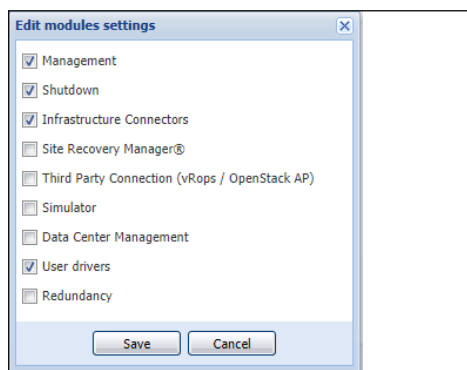 Edit modules settings
Management
Shutdown
Infrastructure Connectors
Site Recovery Manager®
Third Party Connection (vRops / OpenStack AP)
Simulator
Data Center Management
User drivers
Redundancy
Save Cancel